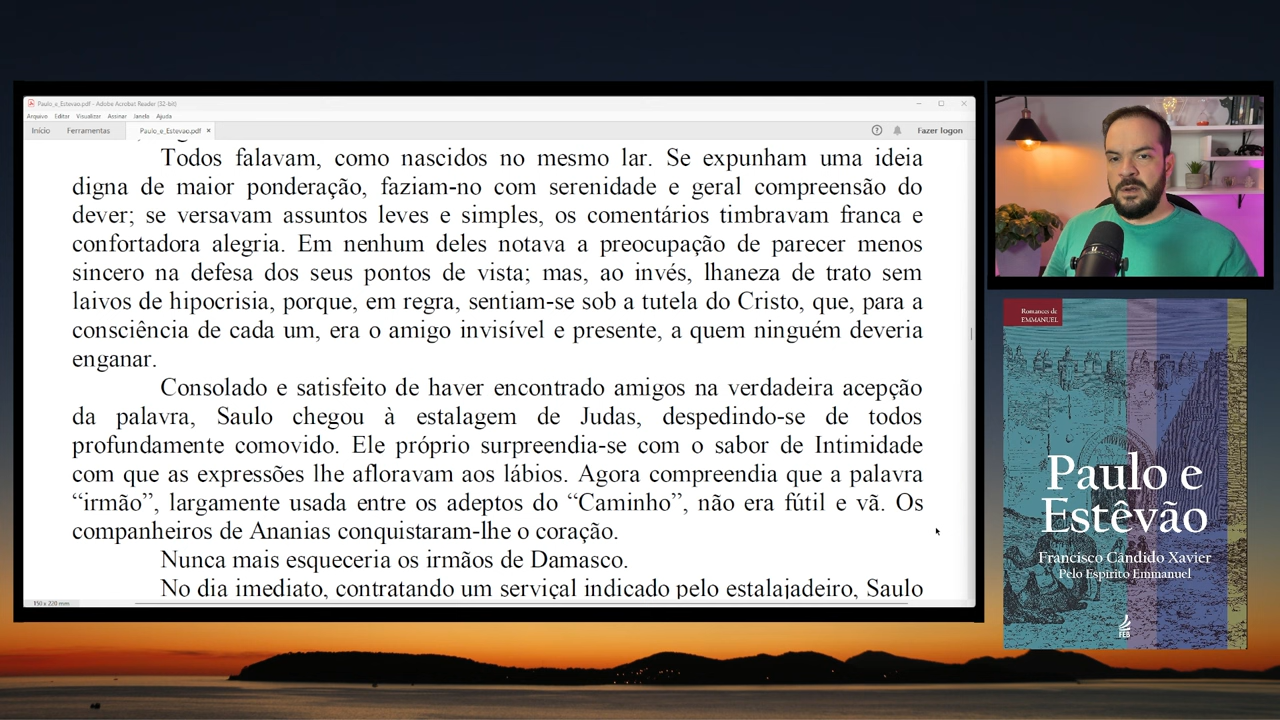 Paulo_e_Estevao.pdf - Adobe Acrobat Reader (32-bit)
Arquivo Editar Visualizar Assinar Janela Ajuda
Início Ferramentas Paulo_e_Estevao.pdf × Fazer logon
Todos falavam, como nascidos no mesmo lar. Se expunham uma ideia
digna de maior ponderação, faziam-no com serenidade e geral compreensão do
dever; se versavam assuntos leves e simples, os comentários timbravam franca e
confortadora alegria. Em nenhum deles notava a preocupação de parecer menos
sincero na defesa dos seus pontos de vista; mas, ao invés, lhaneza de trato sem
laivos de hipocrisia, porque, em regra, sentiam-se sob a tutela do Cristo, que, para a
consciência de cada um, era o amigo invisível e presente, a quem ninguém deveria
enganar.
Consolado e satisfeito de haver encontrado amigos na verdadeira acepção
da palavra, Saulo chegou à estalagem de Judas, despedindo-se de todos
profundamente comovido. Ele próprio surpreendia-se com o sabor de Intimidade
com que as expressões lhe afloravam aos lábios. Agora compreendia que a palavra
“irmão”, largamente usada entre os adeptos do “Caminho”, não era fútil e vã. Os
companheiros de Ananias conquistaram-lhe o coração.
Nunca mais esqueceria os irmãos de Damasco.
No dia imediato, contratando um serviçal indicado pelo estalajadeiro, Saulo
150 x 220 mm
Romances de
EMMANUEL
Paulo e
Estêvão
Francisco Cândido Xavier
Pelo Espírito Emmanuel
FEB